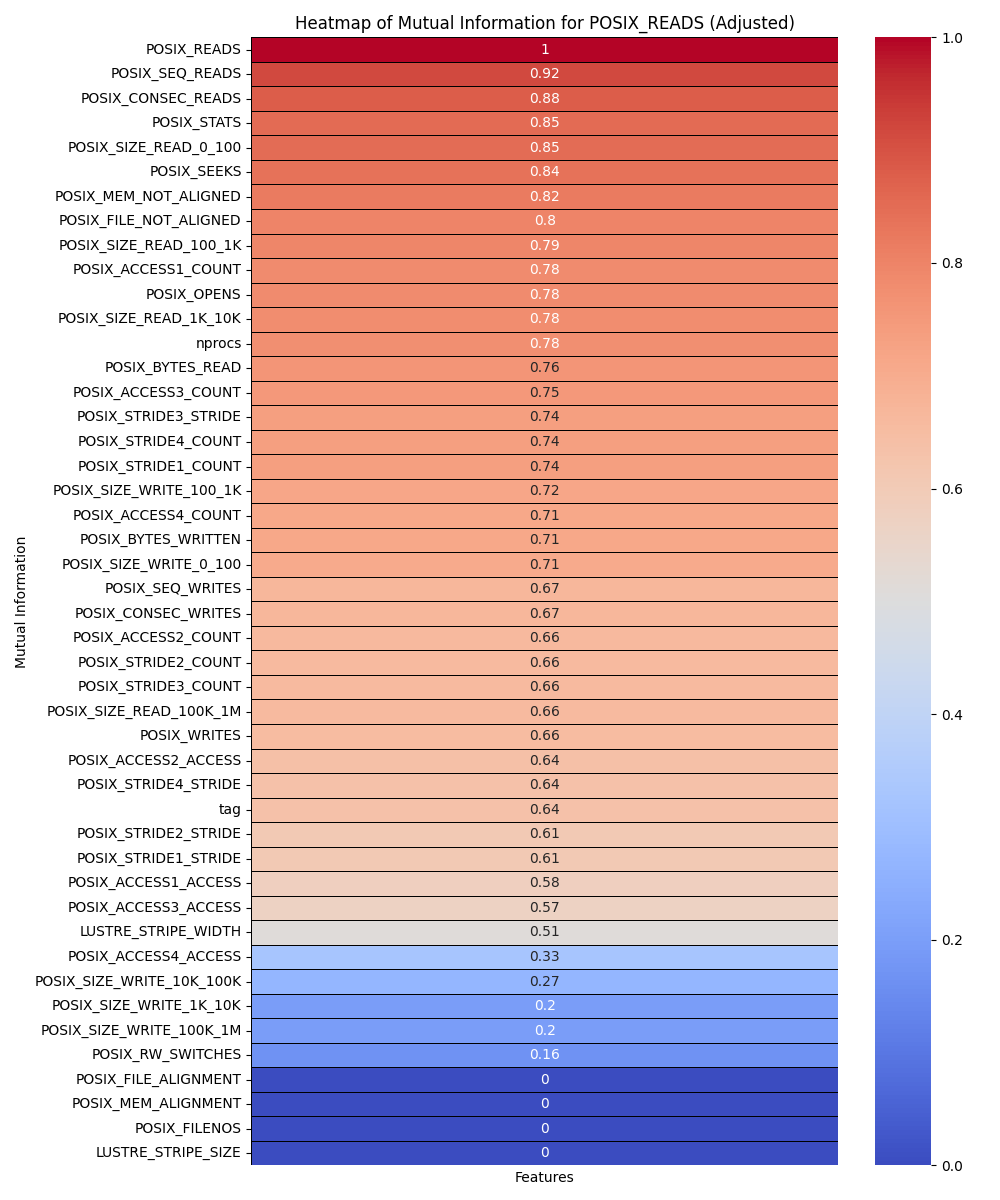 Heatmap of Mutual Information for POSIX_READS (Adjusted)
POSIX_READS 1
POSIX_SEQ_READS 0.92
POSIX_CONSEC_READS 0.88
POSIX_STATS 0.85
POSIX_SIZE_READ_0_100 0.85
POSIX_SEEKS 0.84
POSIX_MEM_NOT_ALIGNED 0.82
POSIX_FILE_NOT_ALIGNED 0.8
POSIX_SIZE_READ_100_1K 0.79
POSIX_ACCESS1_COUNT 0.78
POSIX_OPENS 0.78
POSIX_SIZE_READ_1K_10K 0.78
nprocs 0.78
POSIX_BYTES_READ 0.76
POSIX_ACCESS3_COUNT 0.75
POSIX_STRIDE3_STRIDE 0.74
POSIX_STRIDE4_COUNT 0.74
POSIX_STRIDE1_COUNT 0.74
POSIX_SIZE_WRITE_100_1K 0.72
POSIX_ACCESS4_COUNT 0.71
POSIX_BYTES_WRITTEN 0.71
POSIX_SIZE_WRITE_0_100 0.71
POSIX_SEQ_WRITES 0.67
POSIX_CONSEC_WRITES 0.67
POSIX_ACCESS2_COUNT 0.66
POSIX_STRIDE2_COUNT 0.66
POSIX_STRIDE3_COUNT 0.66
POSIX_SIZE_READ_100K_1M 0.66
POSIX_WRITES 0.66
POSIX_ACCESS2_ACCESS 0.64
POSIX_STRIDE4_STRIDE 0.64
tag 0.64
POSIX_STRIDE2_STRIDE 0.61
POSIX_STRIDE1_STRIDE 0.61
POSIX_ACCESS1_ACCESS 0.58
POSIX_ACCESS3_ACCESS 0.57
LUSTRE_STRIPE_WIDTH 0.51
POSIX_ACCESS4_ACCESS 0.33
POSIX_SIZE_WRITE_10K_100K 0.27
POSIX_SIZE_WRITE_1K_10K 0.2
POSIX_SIZE_WRITE_100K_1M 0.2
POSIX_RW_SWITCHES 0.16
POSIX_FILE_ALIGNMENT 0
POSIX_MEM_ALIGNMENT 0
POSIX_FILENOS 0
LUSTRE_STRIPE_SIZE 0
Mutual Information
Features
1.0
0.8
0.6
0.4
0.2
0.0